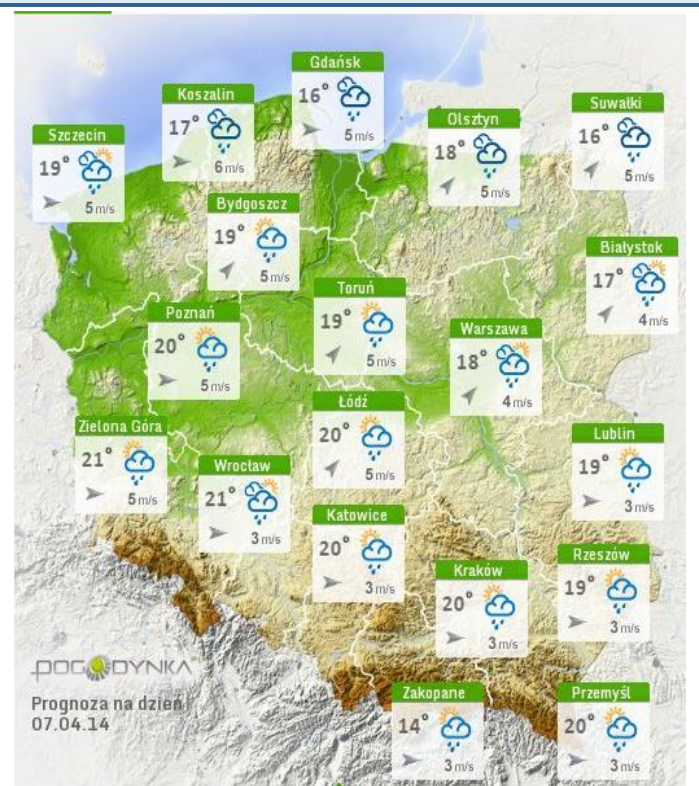 Gdańsk
16°
5 m/s
Koszalin
17°
6 m/s
Suwałki
16°
5 m/s
Olsztyn
18°
5 m/s
Szczecin
19°
5 m/s
Bydgoszcz
19°
5 m/s
Białystok
17°
4 m/s
Toruń
19°
5 m/s
Poznań
20°
5 m/s
Warszawa
18°
4 m/s
Łódź
20°
5 m/s
Zielona Góra
21°
5 m/s
Lublin
19°
3 m/s
Wrocław
21°
3 m/s
Katowice
20°
3 m/s
Rzeszów
19°
3 m/s
Kraków
20°
3 m/s
POGODYNKA
Prognoza na dzień
07.04.14
Zakopane
14°
3 m/s
Przemyśl
20°
3 m/s